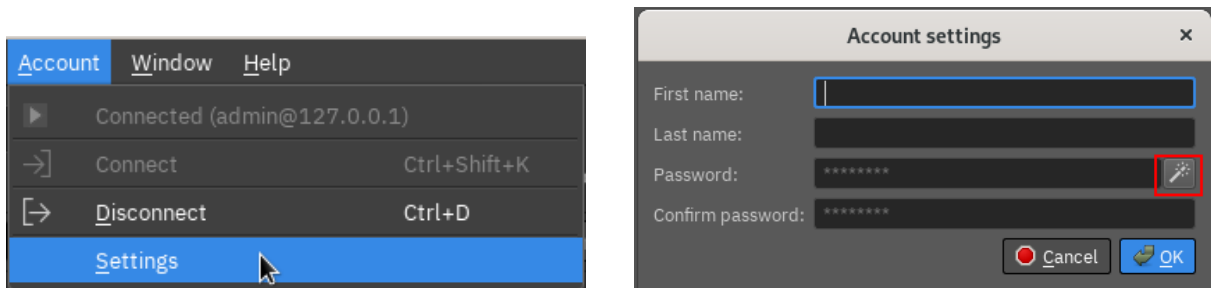 Account Window Help
Connected (admin@127.0.0.1)
Connect Ctrl+Shift+K
Disconnect Ctrl+D
Settings
Account settings ×
First name:
Last name:
Password: ********
Confirm password: ********
Cancel OK